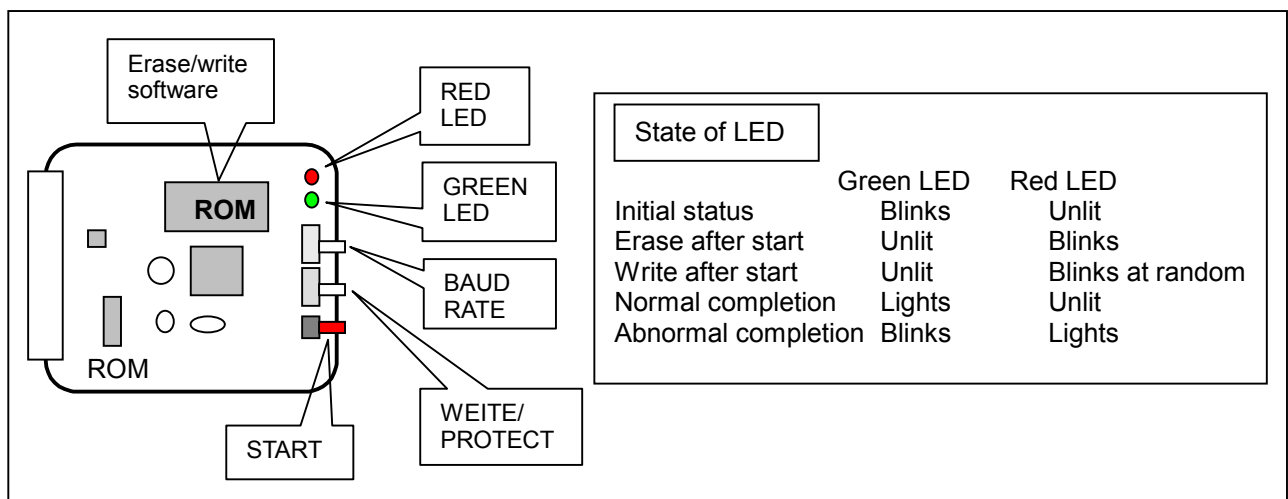 Erase/write
software
RED
LED
GREEN
LED
ROM
BAUD
RATE
ROM
WEITE/
PROTECT
START
State of LED
Green LED Red LED
Initial status Blinks Unlit
Erase after start Unlit Blinks
Write after start Unlit Blinks at random
Normal completion Lights Unlit
Abnormal completion Blinks Lights